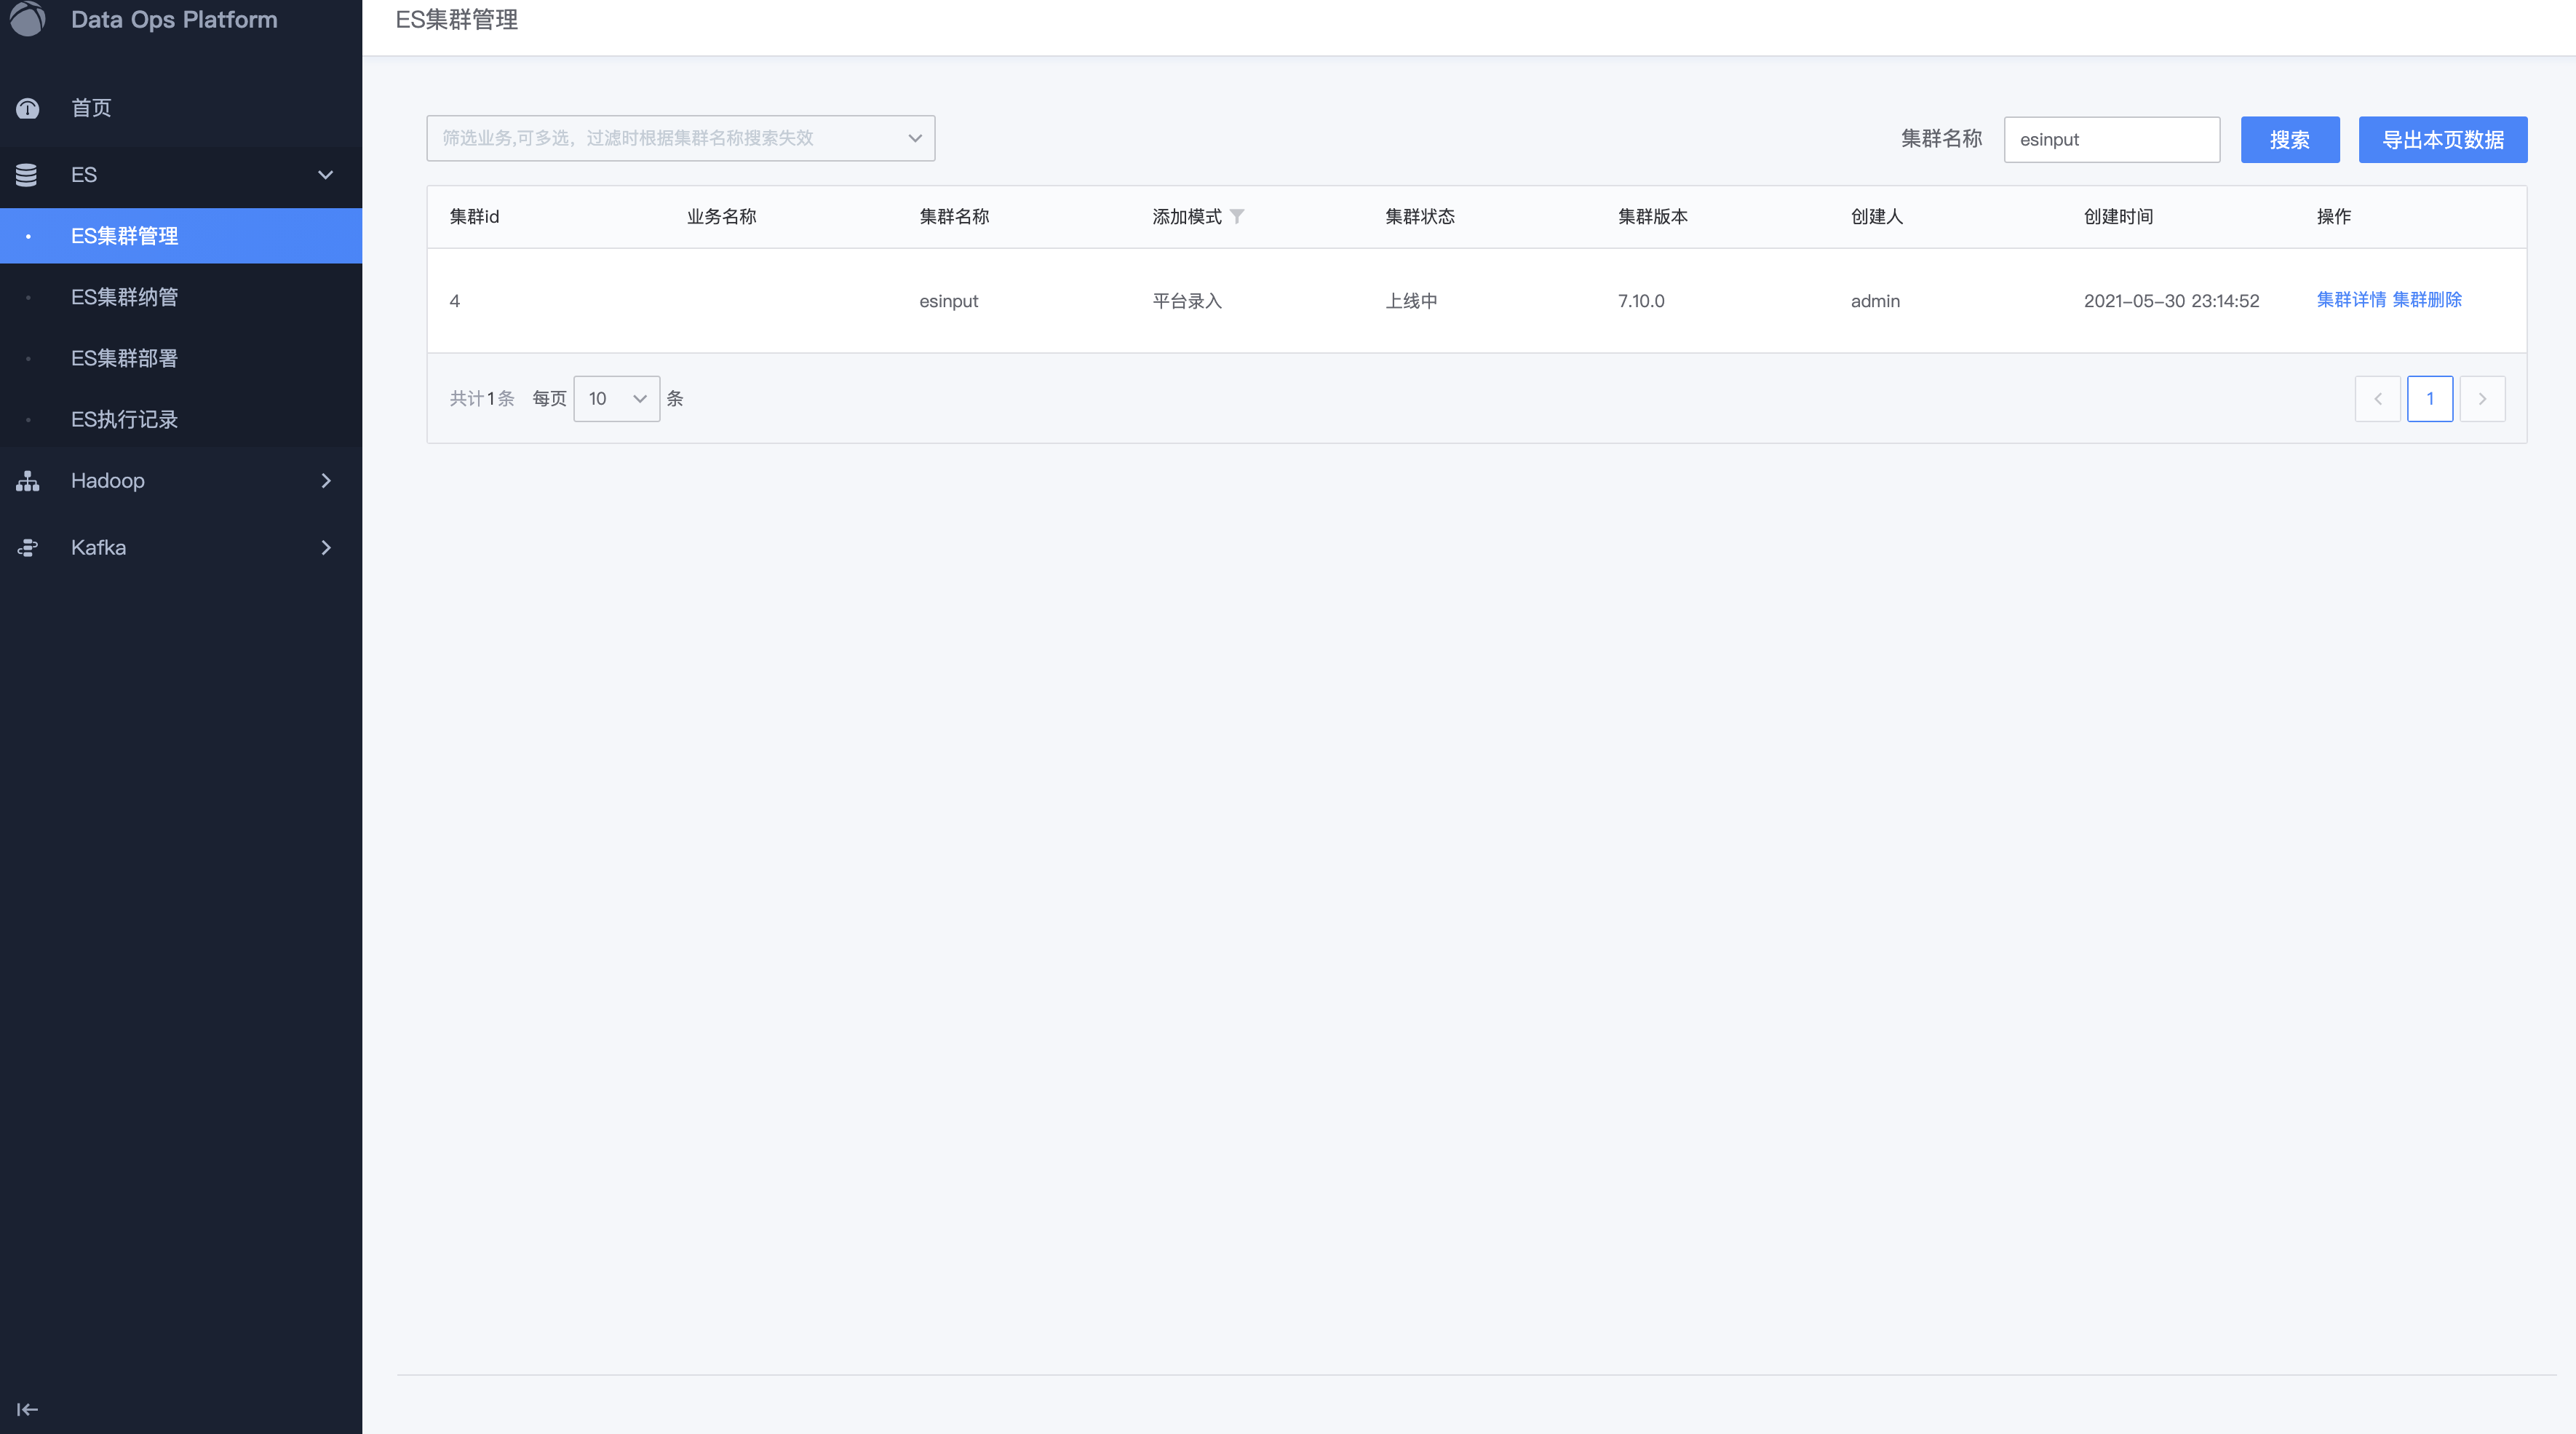 Data Ops Platform
首页
ES
ES集群管理
ES集群纳管
ES集群部署
ES执行记录
Hadoop
Kafka
ES集群管理
筛选业务,可多选，过滤时根据集群名称搜索失效
集群名称 esinput 搜索 导出本页数据
集群id 业务名称 集群名称 添加模式 集群状态 集群版本 创建人 创建时间 操作
4 esinput 平台录入 上线中 7.10.0 admin 2021-05-30 23:14:52 集群详情 集群删除
共计1条 每页 10 条 1